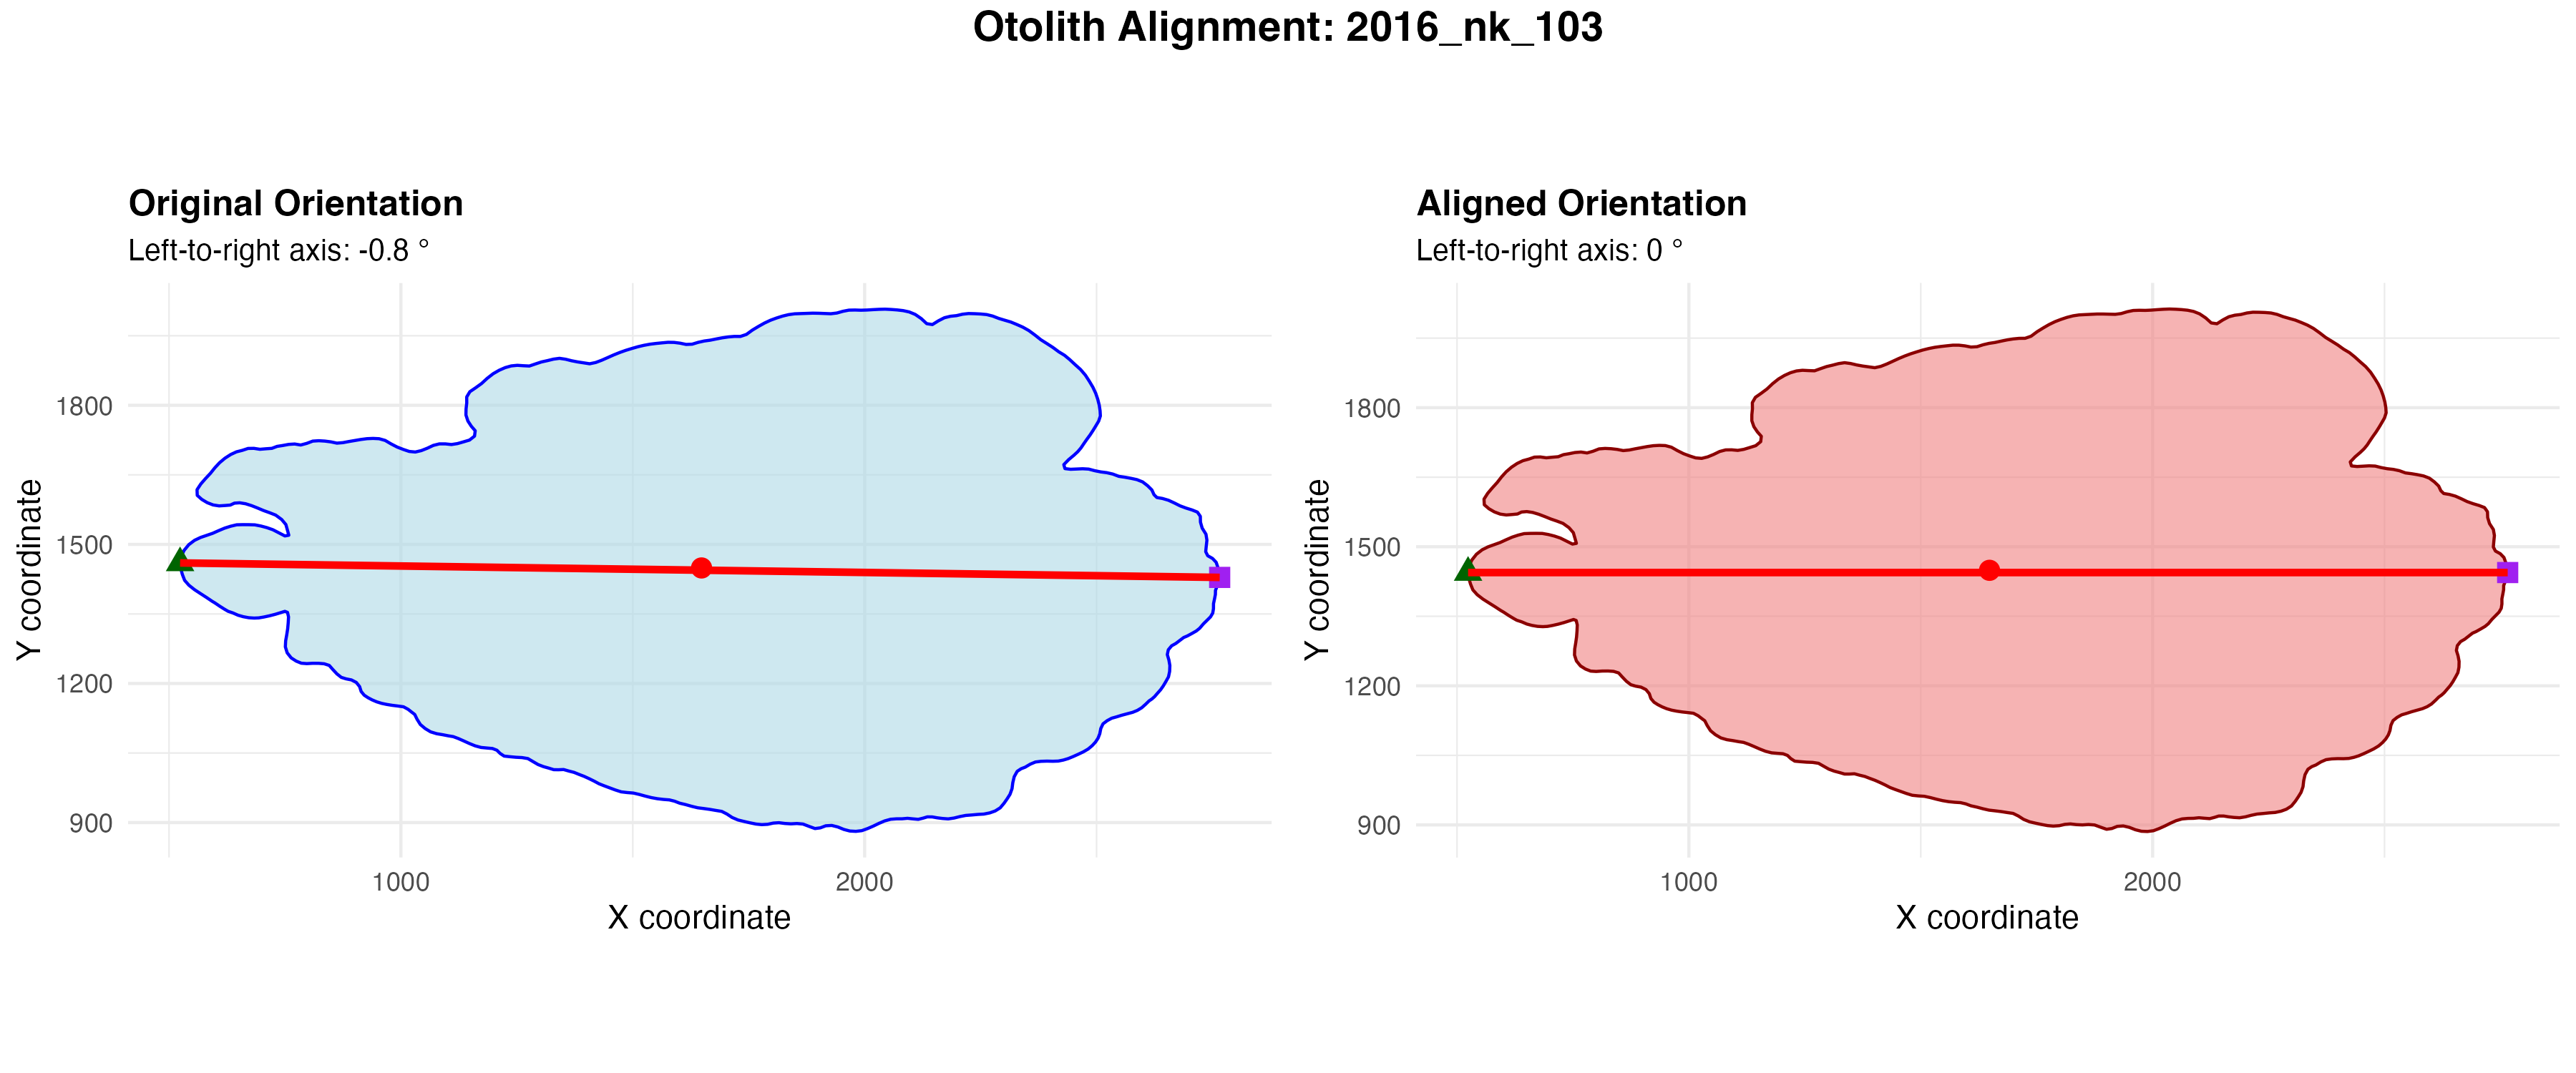 Otolith Alignment: 2016_nk_103
Original Orientation
Left-to-right axis: -0.8 °
1800
1500
1200
900
Y coordinate
1000
2000
X coordinate
Aligned Orientation
Left-to-right axis: 0 °
1800
1500
1200
900
Y coordinate
1000
2000
X coordinate